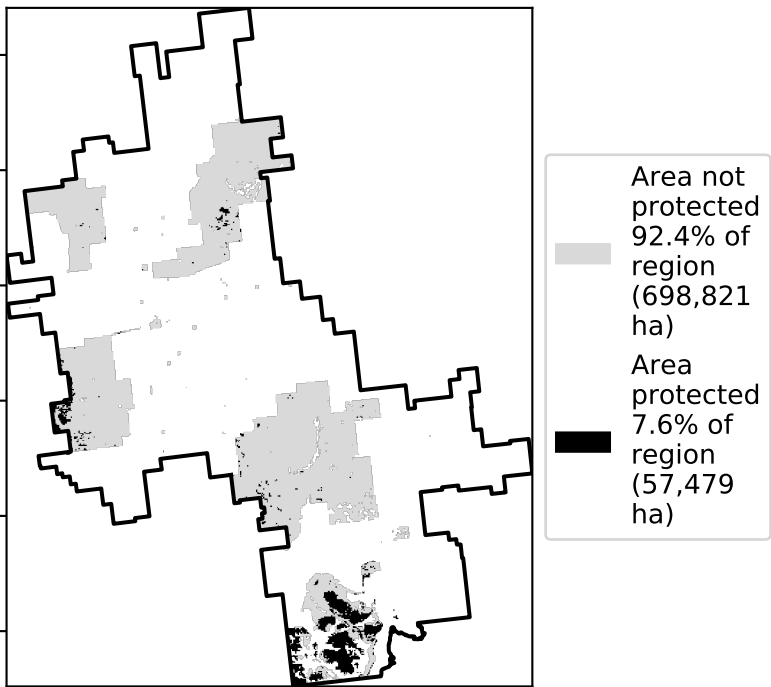 Area not
protected
92.4% of
region
(698,821
ha)
Area
protected
7.6% of
region
(57,479
ha)